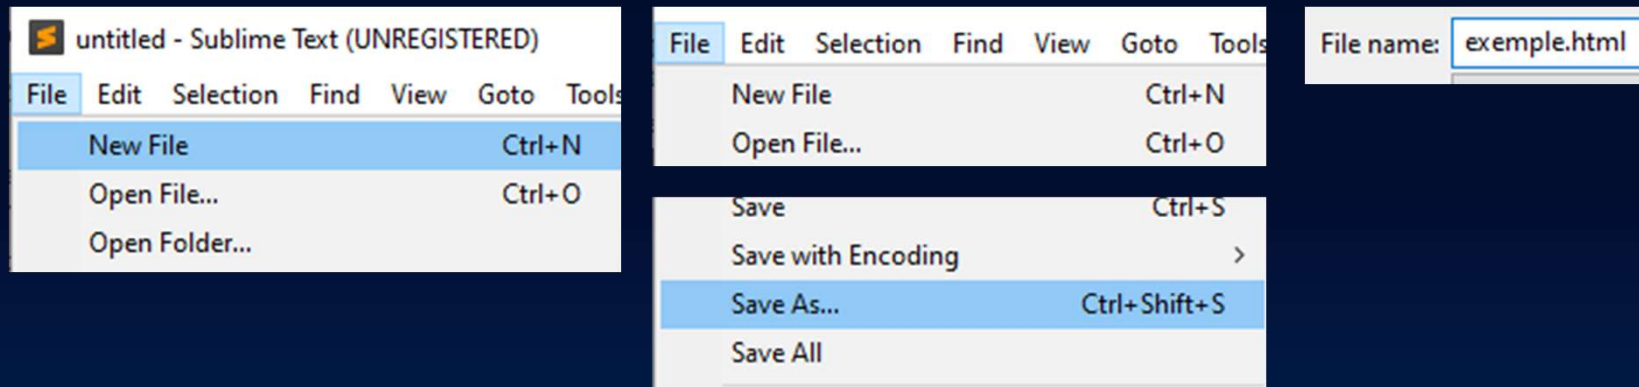 untitled - Sublime Text (UNREGISTERED)
File Edit Selection Find View Goto Tools
New File Ctrl+N
Open File... Ctrl+O
Open Folder...
File Edit Selection Find View Goto Tools
New File Ctrl+N
Open File... Ctrl+O
Save Ctrl+S
Save with Encoding >
Save As... Ctrl+Shift+S
Save All
File name: exemple.html